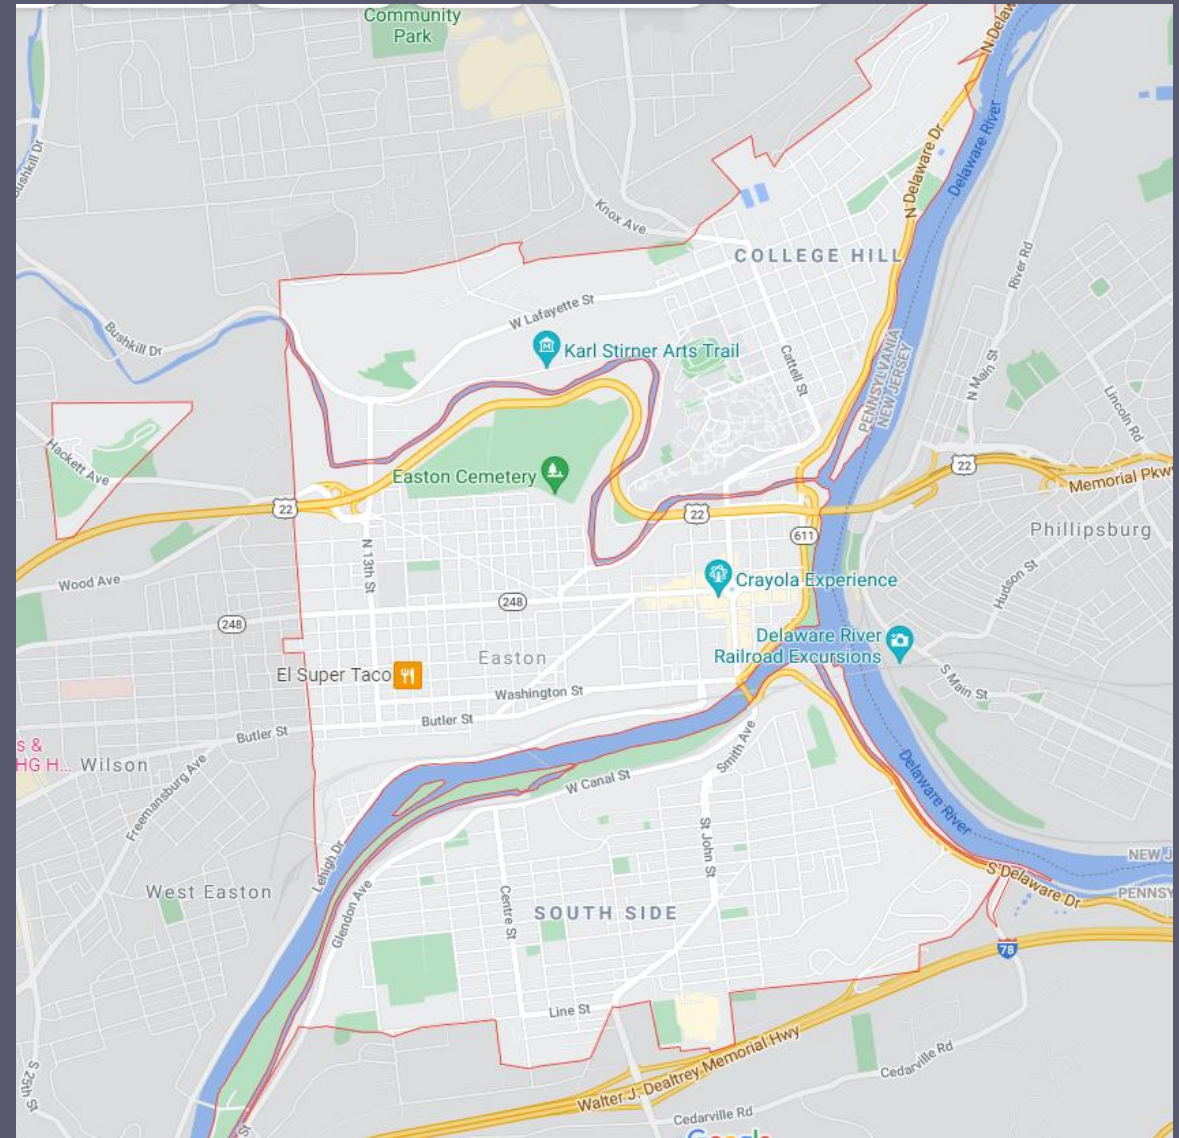 Community
Park
N Delaw
Bushkill Dr
Delaware River
N Delaware Dr
Knox Ave
COLLEGE HILL
River Rd
W Lafayette St
Bushkill Dr
Karl Stirner Arts Trail
Cattell St
PENNSYLVANIA
NEW JERSEY
N Main St
Lincoln Rd
Hackett Ave
Easton Cemetery
22
Memorial Pkw
22
22
Phillipsburg
611
N 13th St
Wood Ave
Crayola Experience
Hudson St
248
248
Delaware River
Railroad Excursions
Easton
El Super Taco
S Main St
Washington St
Butler St
Butler St
s &
HG H...
Wilson
Smith Ave
Freemansburg Ave
W Canal St
Delaware River
St John St
NEW J
Lehigh Dr
S Delaware Dr
PENNSY
West Easton
Glendon Ave
Centre St
SOUTH SIDE
78
Line St
Walter J. Dealtrey Memorial Hwy
Cedarville Rd
S 25th St
Cedarville Rd
St
Google